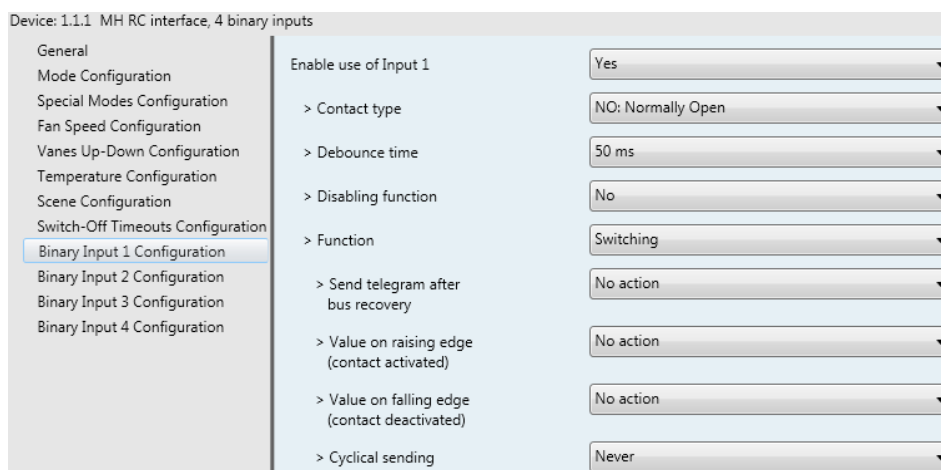 Device: 1.1.1 MH RC interface, 4 binary inputs
General
Mode Configuration
Special Modes Configuration
Fan Speed Configuration
Vanes Up-Down Configuration
Temperature Configuration
Scene Configuration
Switch-Off Timeouts Configuration
Binary Input 1 Configuration
Binary Input 2 Configuration
Binary Input 3 Configuration
Binary Input 4 Configuration
Enable use of Input 1 Yes
> Contact type NO: Normally Open
> Debounce time 50 ms
> Disabling function No
> Function Switching
> Send telegram after No action
bus recovery
> Value on raising edge No action
(contact activated)
> Value on falling edge No action
(contact deactivated)
> Cyclical sending Never